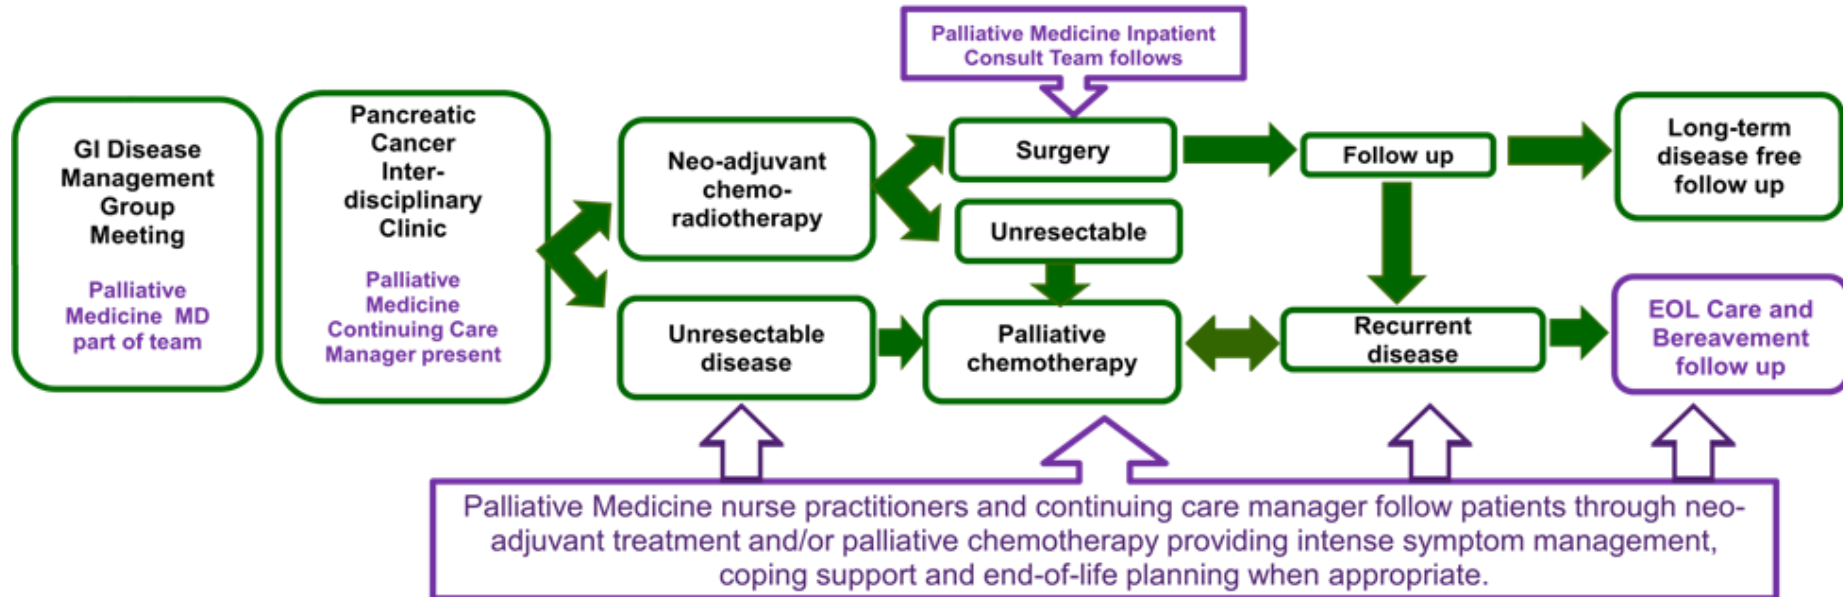 Palliative Medicine Inpatient
Consult Team follows
GI Disease
Management
Group
Meeting
Palliative
Medicine MD
part of team
Pancreatic
Cancer
Inter-
disciplinary
Clinic
Palliative
Medicine
Continuing Care
Manager present
Neo-adjuvant
chemo-
radiotherapy
Unresectable
disease
Surgery
Unresectable
Palliative
chemotherapy
Follow up
Recurrent
disease
Long-term
disease free
follow up
EOL Care and
Bereavement
follow up
Palliative Medicine nurse practitioners and continuing care manager follow patients through neo-
adjuvant treatment and/or palliative chemotherapy providing intense symptom management,
coping support and end-of-life planning when appropriate.